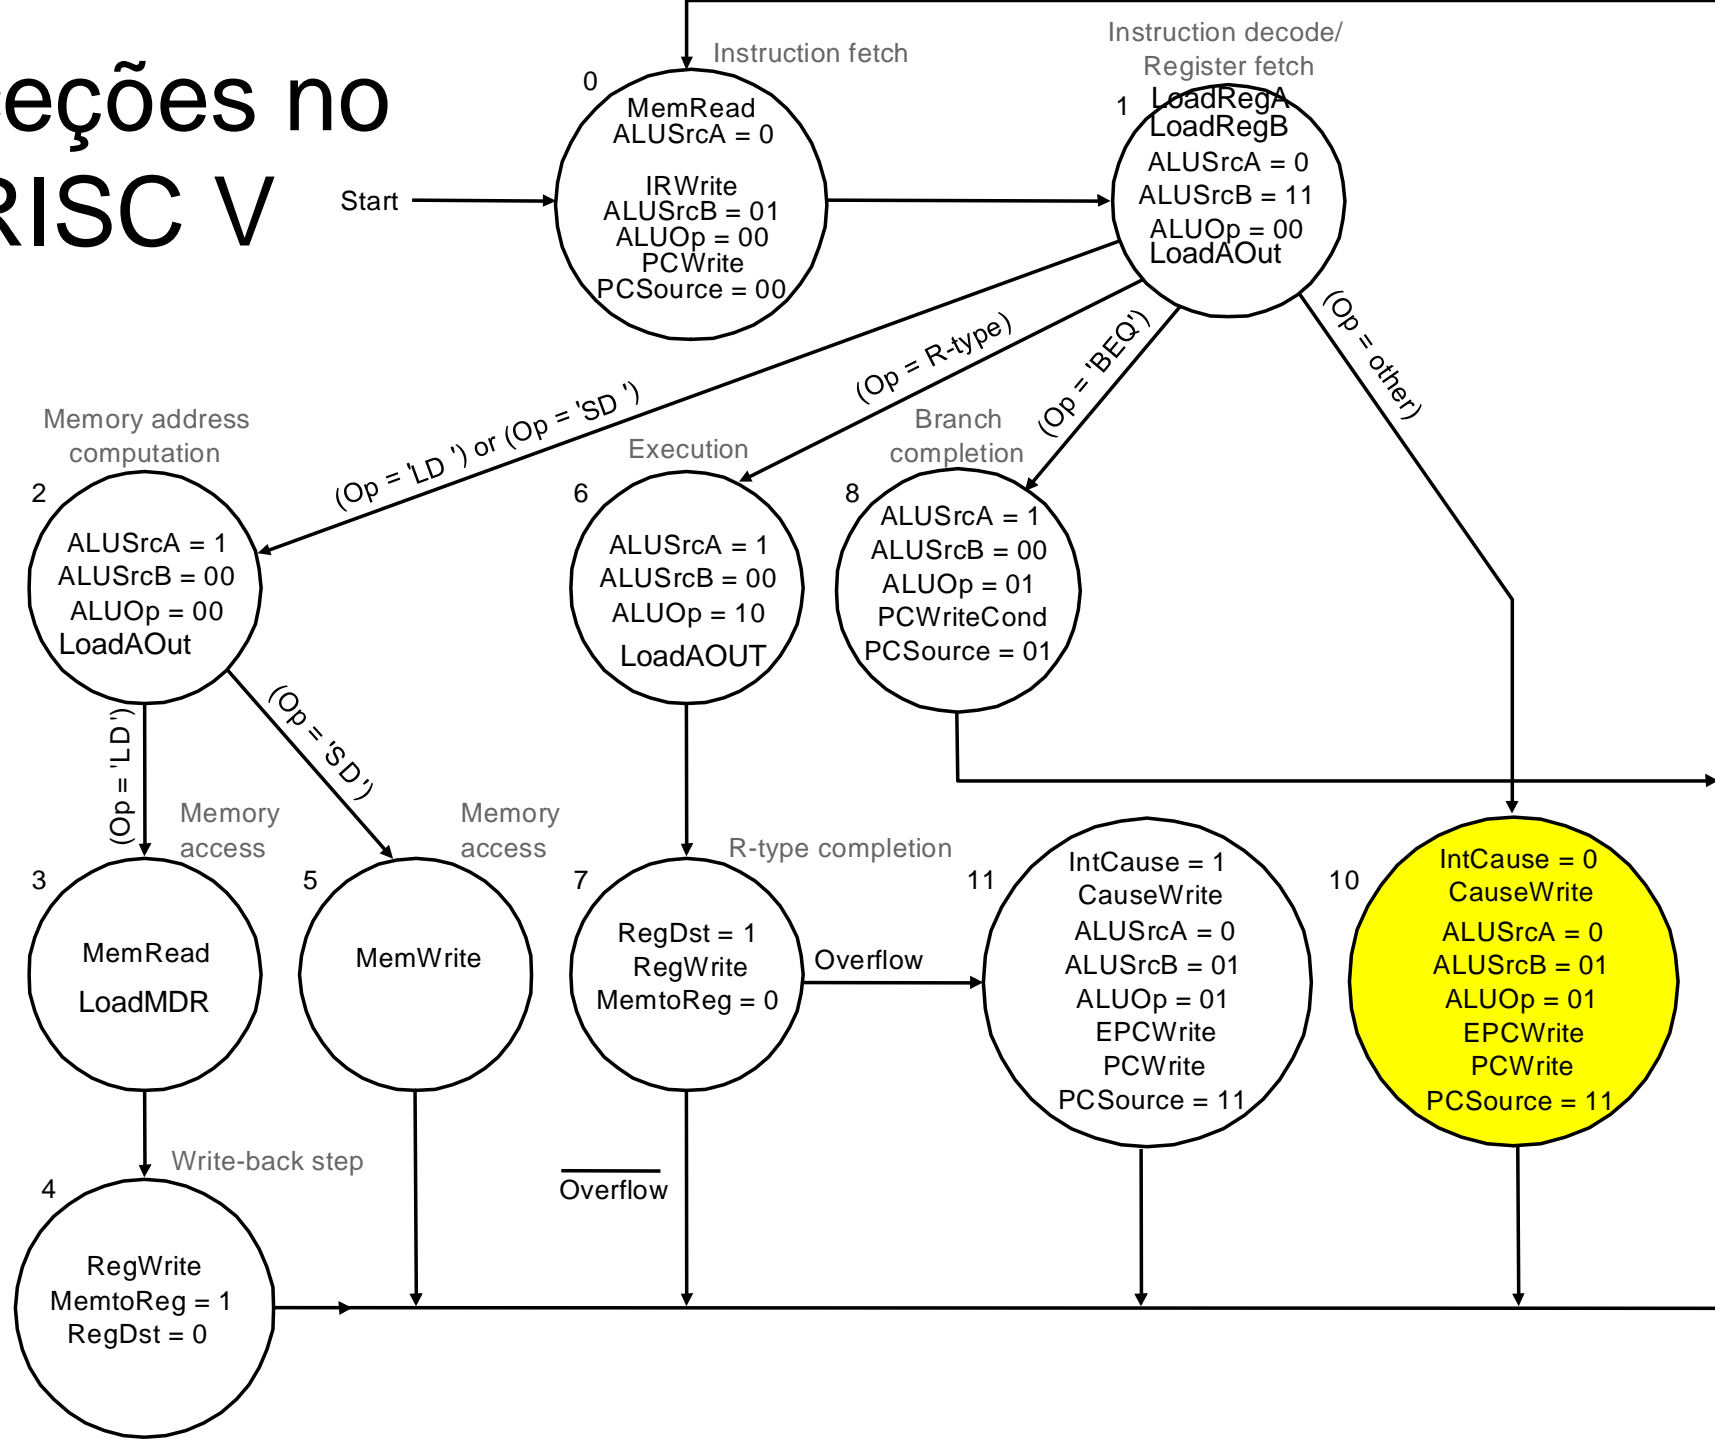 eções no
RISC V
Start
Instruction fetch
0
MemRead
ALUSrcA = 0
IRWrite
ALUSrcB = 01
ALUOp = 00
PCWrite
PCSource = 00
Instruction decode/
Register fetch
1
LoadRegA
LoadRegB
ALUSrcA = 0
ALUSrcB = 11
ALUOp = 00
LoadAOut
(Op = 'LD ') or (Op = 'SD ')
(Op = R-type)
(Op = 'BEQ')
(Op = other)
Memory address
computation
2
ALUSrcA = 1
ALUSrcB = 00
ALUOp = 00
LoadAOut
Execution
6
ALUSrcA = 1
ALUSrcB = 00
ALUOp = 10
LoadAOUT
Branch
completion
8
ALUSrcA = 1
ALUSrcB = 00
ALUOp = 01
PCWriteCond
PCSource = 01
(Op = 'LD')
(Op = 'SD')
Memory
access
3
MemRead
LoadMDR
Memory
access
5
MemWrite
R-type completion
7
RegDst = 1
RegWrite
MemtoReg = 0
Overflow
Overflow
11
IntCause = 1
CauseWrite
ALUSrcA = 0
ALUSrcB = 01
ALUOp = 01
EPCWrite
PCWrite
PCSource = 11
10
IntCause = 0
CauseWrite
ALUSrcA = 0
ALUSrcB = 01
ALUOp = 01
EPCWrite
PCWrite
PCSource = 11
Write-back step
4
RegWrite
MemtoReg = 1
RegDst = 0